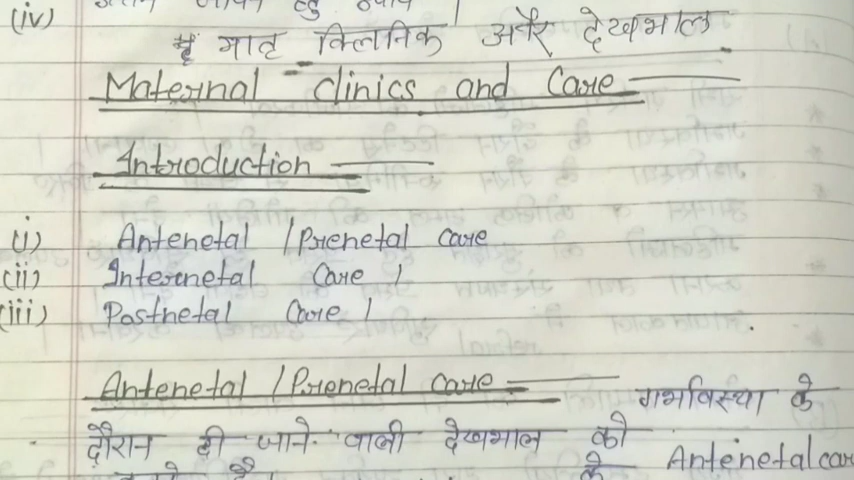 (iv) हेतु
मातृ क्लिनिक और देखभाल
Maternal clinics and Care
Introduction
(i) Antenetal / Prenetal care
(ii) Internetal Care |
(iii) Postnetal Care |
Antenetal / Prenetal care गर्भावस्था के
दौरान दी जाने वाली देखभाल को Antenetal care